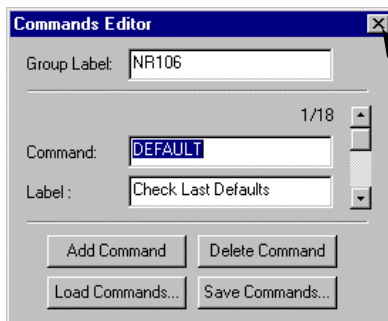 Commands Editor
Group Label: NR106
1/18
Command: DEFAULT
Label : Check Last Defaults
Add Command Delete Command
Load Commands... Save Commands...